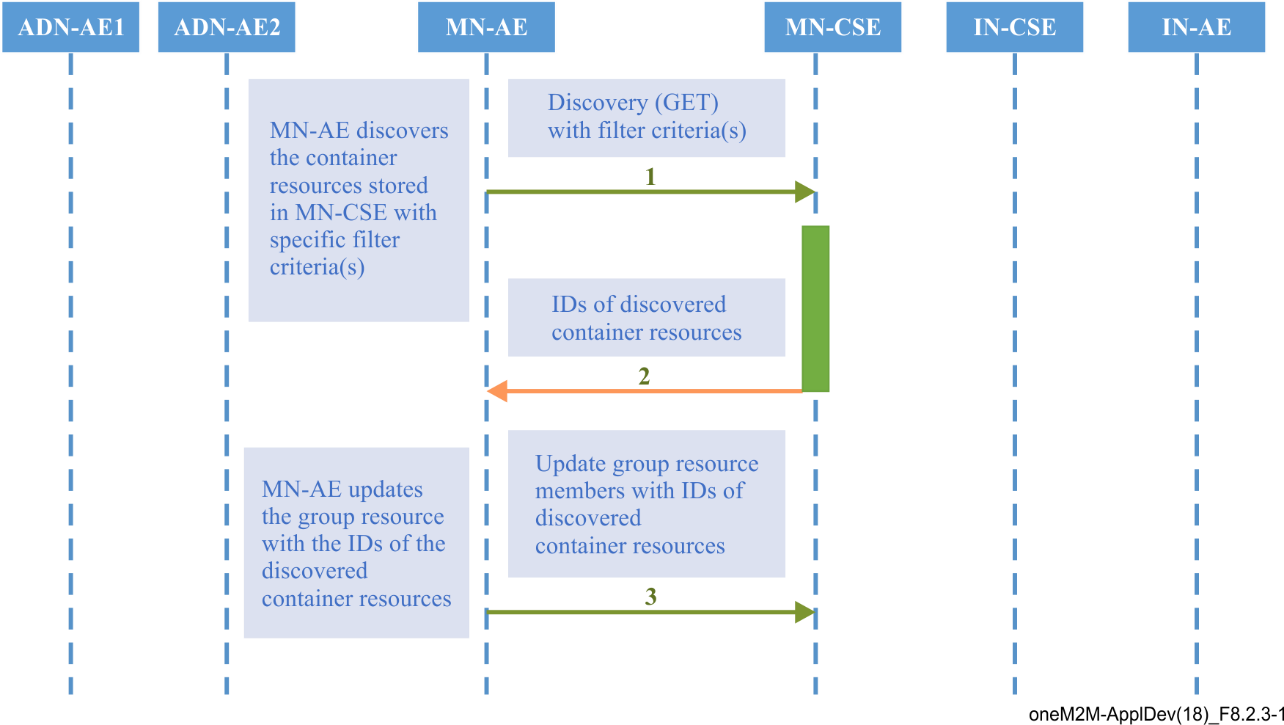 ADN-AE1
ADN-AE2
MN-AE
MN-CSE
IN-CSE
IN-AE
MN-AE discovers
the container
resources stored
in MN-CSE with
specific filter
criteria(s)
Discovery (GET)
with filter criteria(s)
1
IDs of discovered
container resources
2
MN-AE updates
the group resource
with the IDs of the
discovered
container resources
Update group resource
members with IDs of
discovered
container resources
3
oneM2M-ApplDev(18)_F8.2.3-1